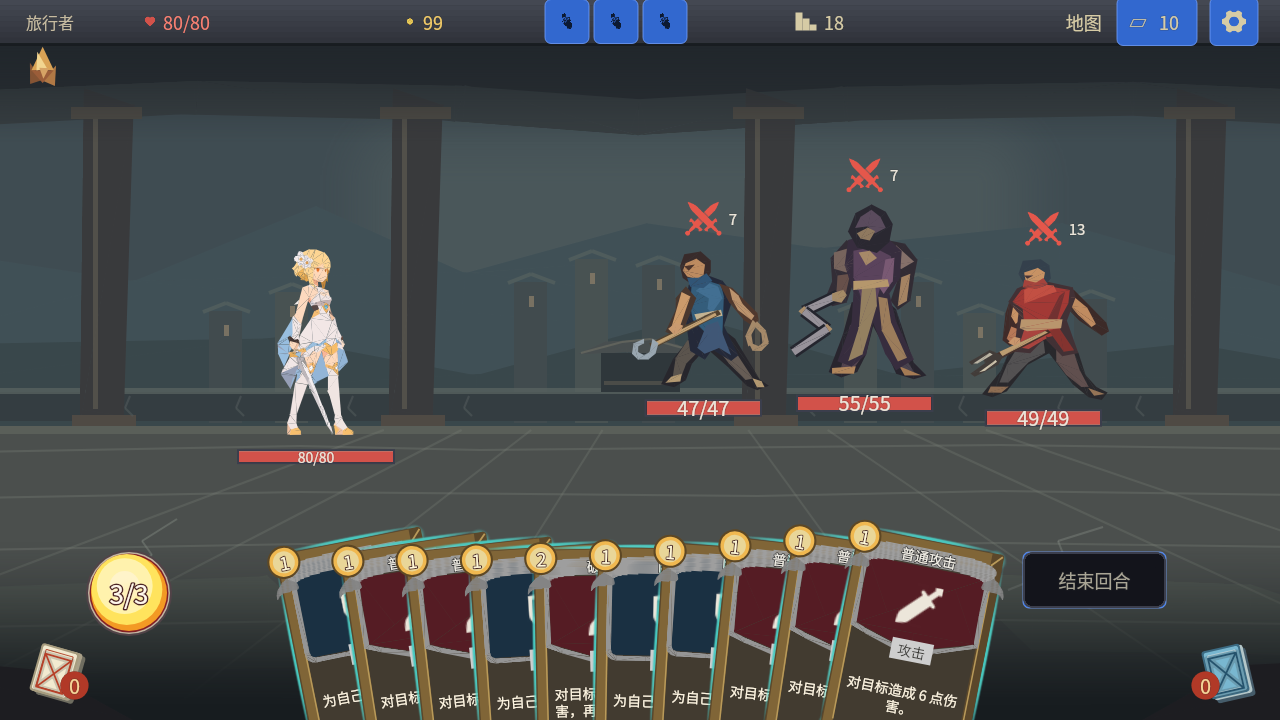 旅行者
80/80
99
18
地图
10
7
7
13
47/47
55/55
49/49
80/80
3/3
结束回合
0
0
1
1
1
1
2
1
1
1
1
1
普通攻击
攻击
为自己
对目标
对目标
为自己
对目标
害，再
为自己
为自己
对目标
对目标
对目标造成 6 点伤
害。